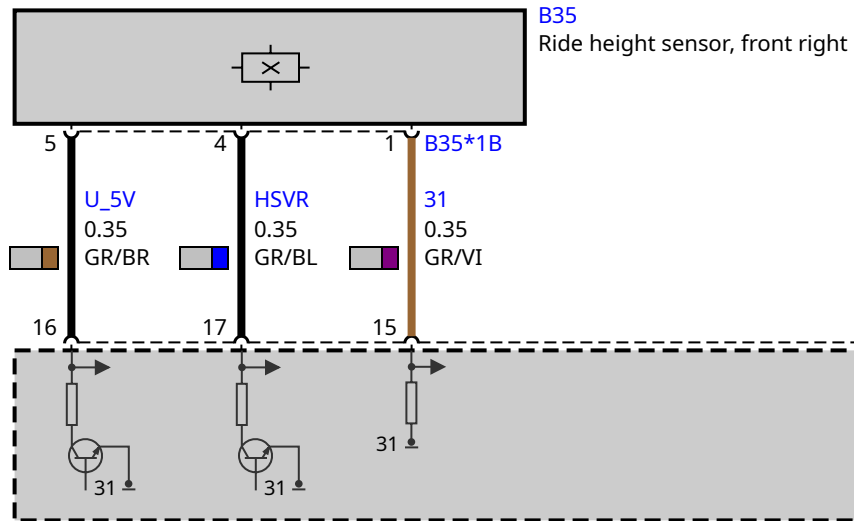 B35
Ride height sensor, front right
5
4
1
B35*1B
U_5V
0.35
GR/BR
HSVR
0.35
GR/BL
31
0.35
GR/VI
16
17
15
31
31
31